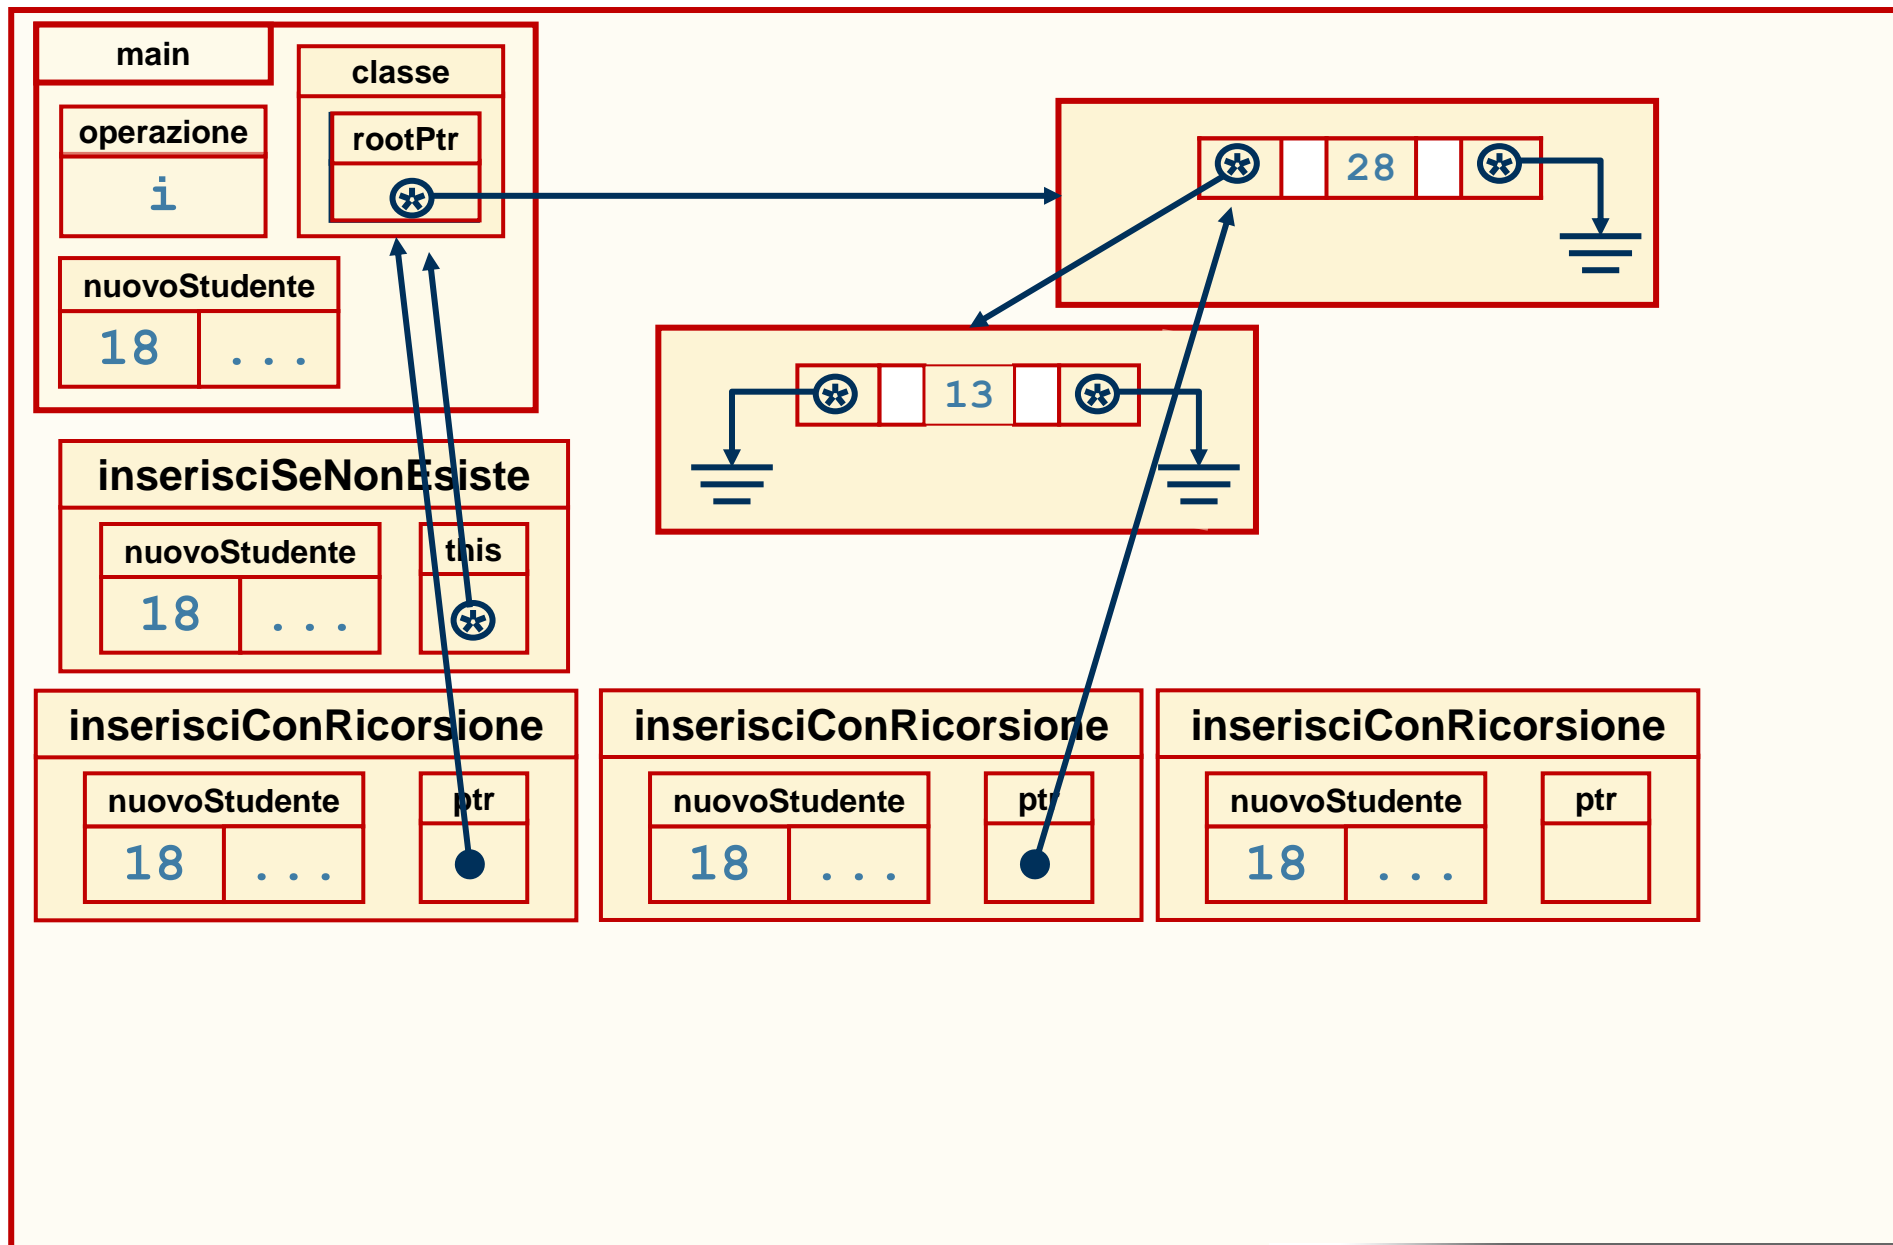 main
classe
operazione
rootPtr
i
28
nuovoStudente
18 ...
13
inserisciSeNonEsiste
nuovoStudente this
18 ...
inserisciConRicorsione inserisciConRicorsione inserisciConRicorsione
nuovoStudente ptr nuovoStudente ptr nuovoStudente ptr
18 ... 18 ... 18 ...